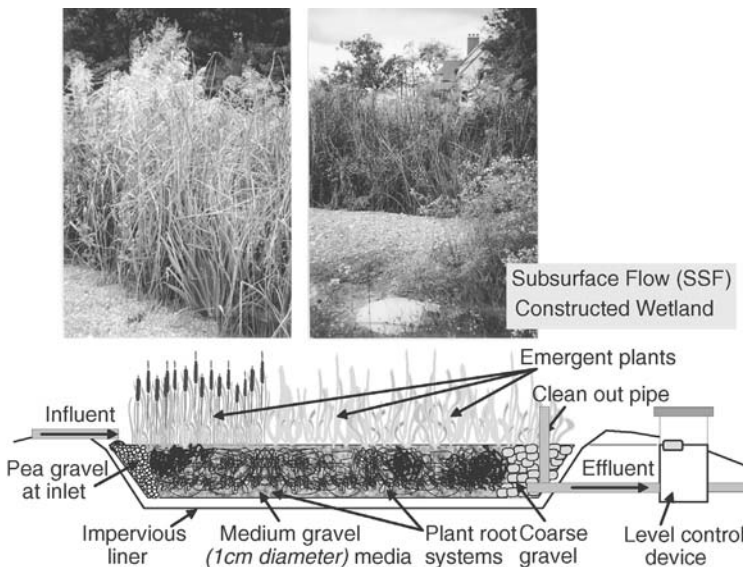 Subsurface Flow (SSF)
Constructed Wetland
Emergent plants
Clean out pipe
Influent
Pea gravel
at inlet
Effluent
Impervious
liner
Medium gravel
(1cm diameter) media
Plant root
systems
Coarse
gravel
Level control
device